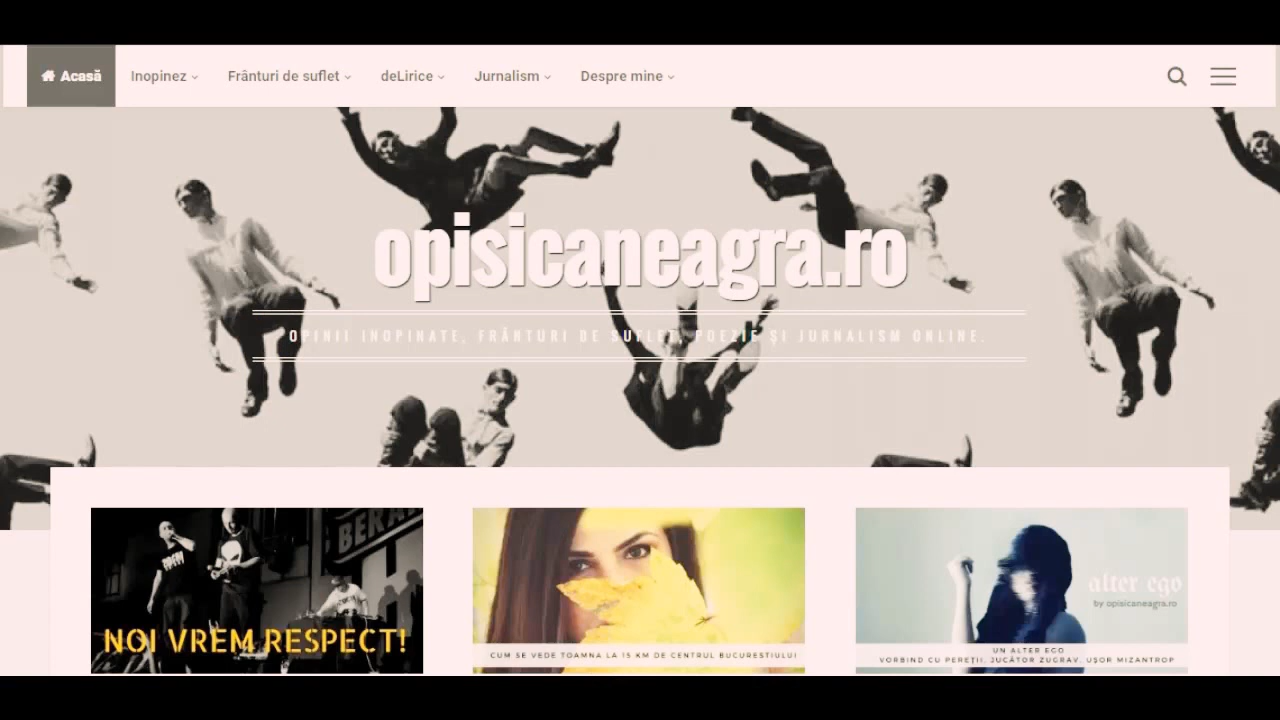 Acasă
Inopinez
Frânturi de suflet
deLirice
Jurnalism
Despre mine
opisicaneagra.ro
OPINII INOPINATE, FRÂNTURI DE SUFLET, POEZIE ȘI JURNALISM ONLINE.
BERĂ
NOI VREM RESPECT!
CUM SE VEDE TOAMNA LA 15 KM DE CENTRUL BUCUREȘTIULUI
alter ego
by opisicaneagra.ro
UN ALTER EGO
VORBIND CU PEREȚII, JUCĂTOR ZUGRAV, UȘOR MIZANTROP